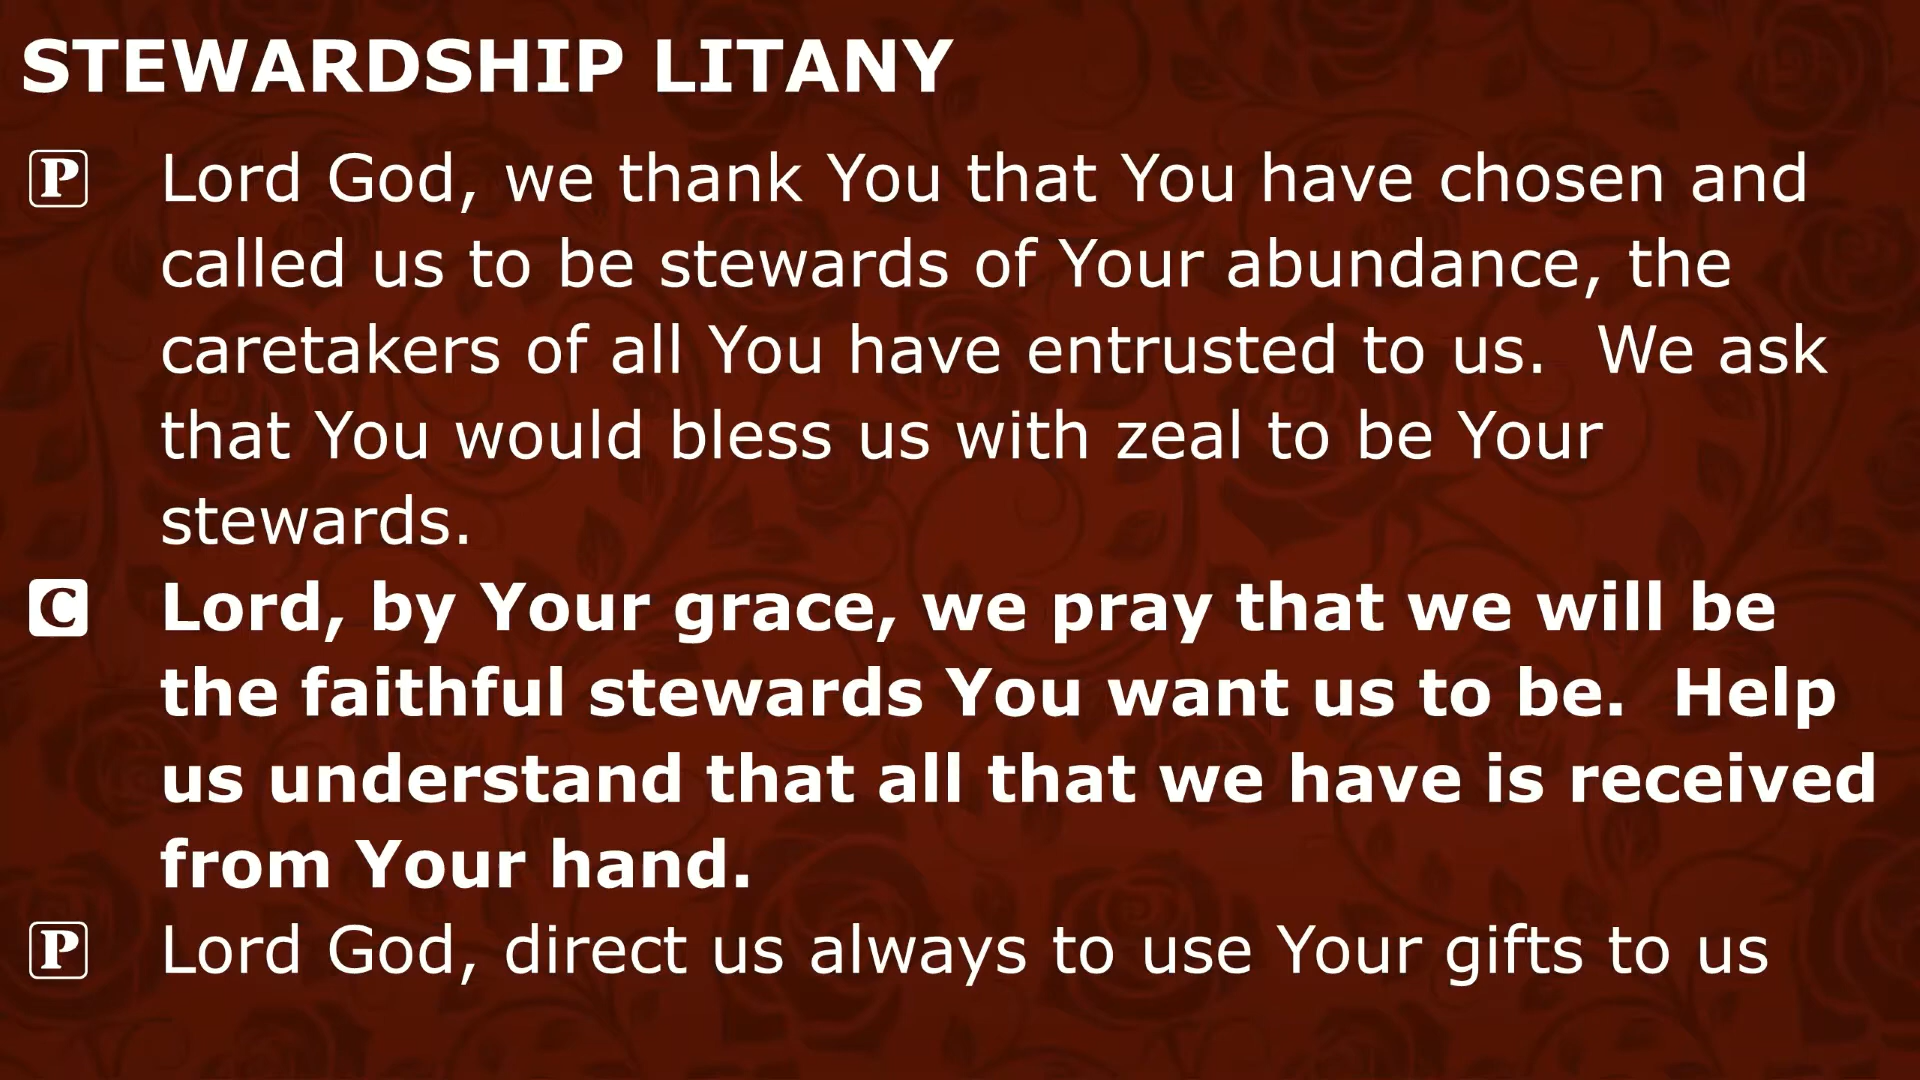 STEWARDSHIP LITANY
P Lord God, we thank You that You have chosen and
called us to be stewards of Your abundance, the
caretakers of all You have entrusted to us.  We ask
that You would bless us with zeal to be Your
stewards.
C Lord, by Your grace, we pray that we will be
the faithful stewards You want us to be.  Help
us understand that all that we have is received
from Your hand.
P Lord God, direct us always to use Your gifts to us